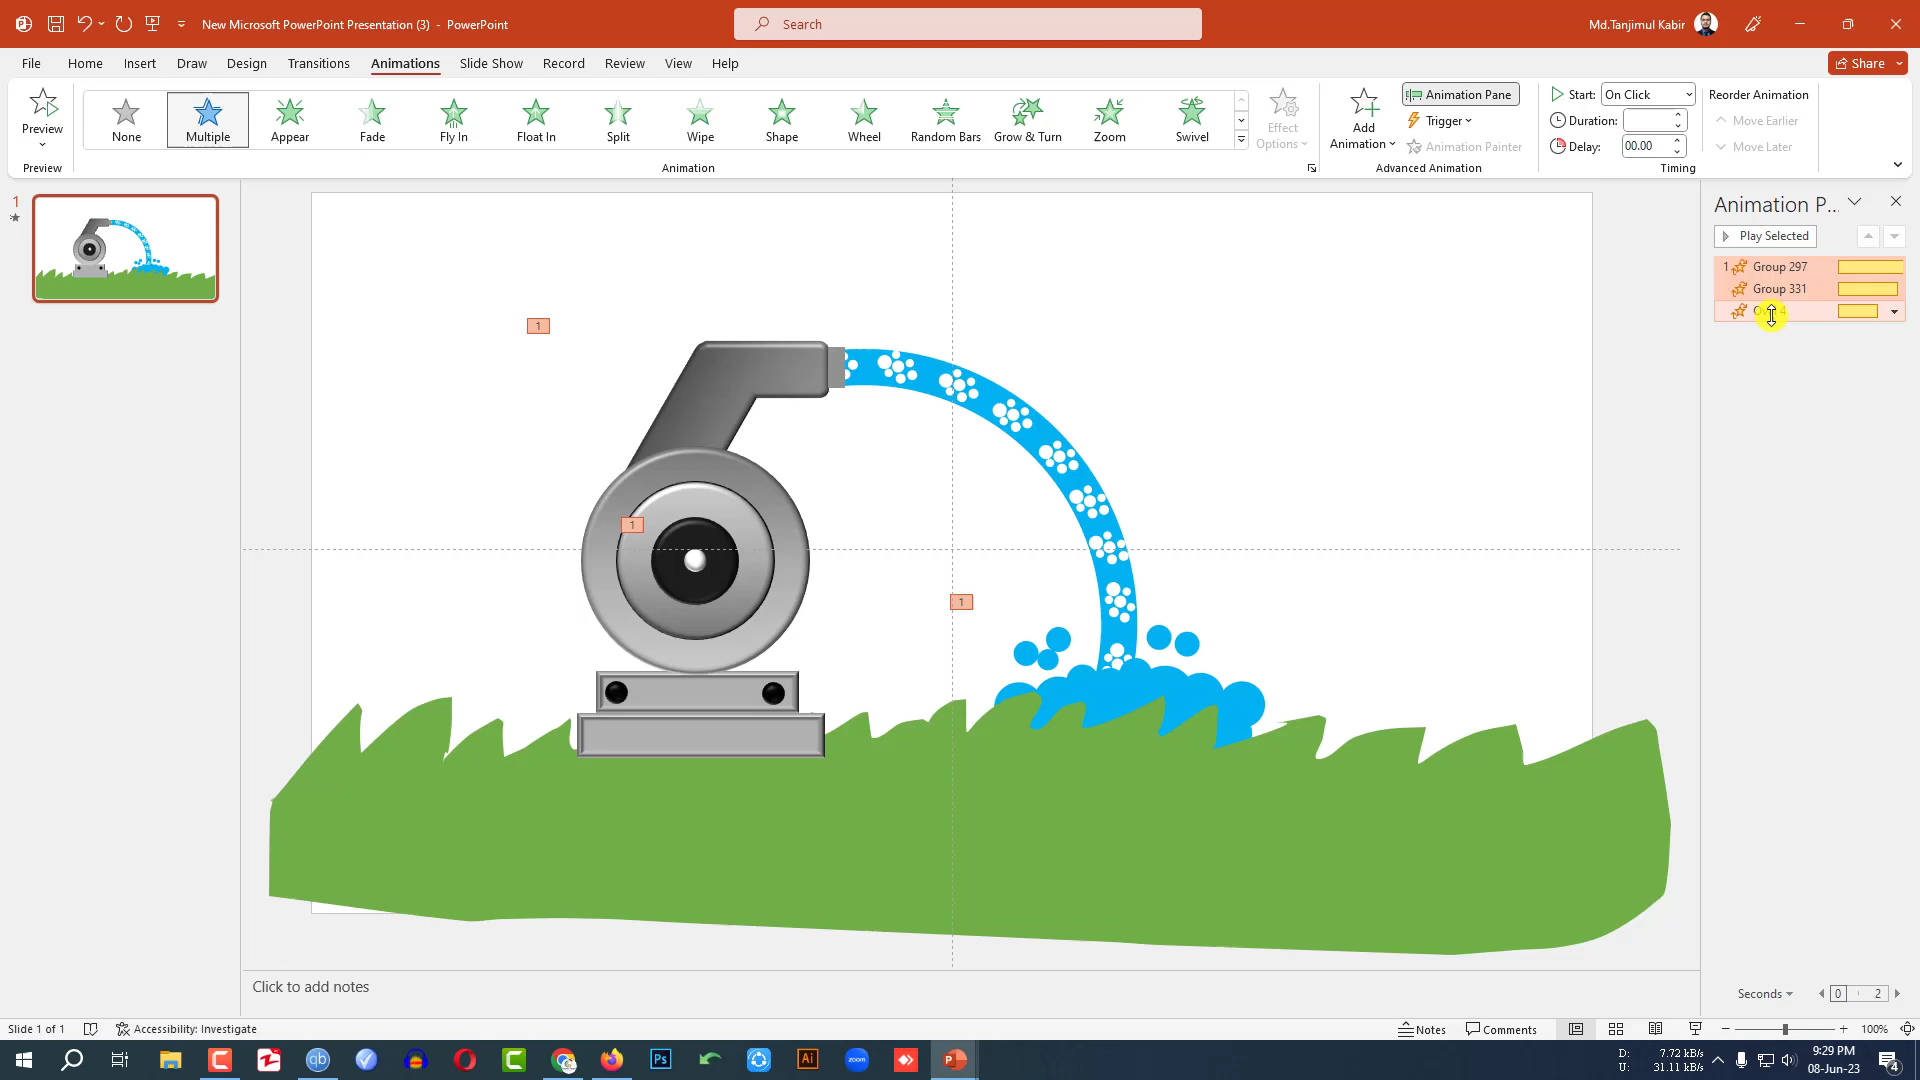 New Microsoft PowerPoint Presentation (3) - PowerPoint
Search
Md.Tanjimul Kabir
File Home Insert Draw Design Transitions Animations Slide Show Record Review View Help
Share
Preview
Preview
None Multiple Appear Fade Fly In Float In Split Wipe Shape Wheel Random Bars Grow & Turn Zoom Swivel
Animation
Effect Options
Add Animation
Animation Pane
Trigger
Animation Painter
Advanced Animation
Start: On Click
Duration:
Delay: 00.00
Timing
Reorder Animation
Move Earlier
Move Later
1
Animation P...
Play Selected
1 Group 297
Group 331
1
1
1
Seconds 0 2
Click to add notes
Slide 1 of 1
Accessibility: Investigate
Notes
Comments
100%
D: 7.72 kB/s
U: 31.11 kB/s
9:29 PM
08-Jun-23
4
qb
Ps
Ai
zoom